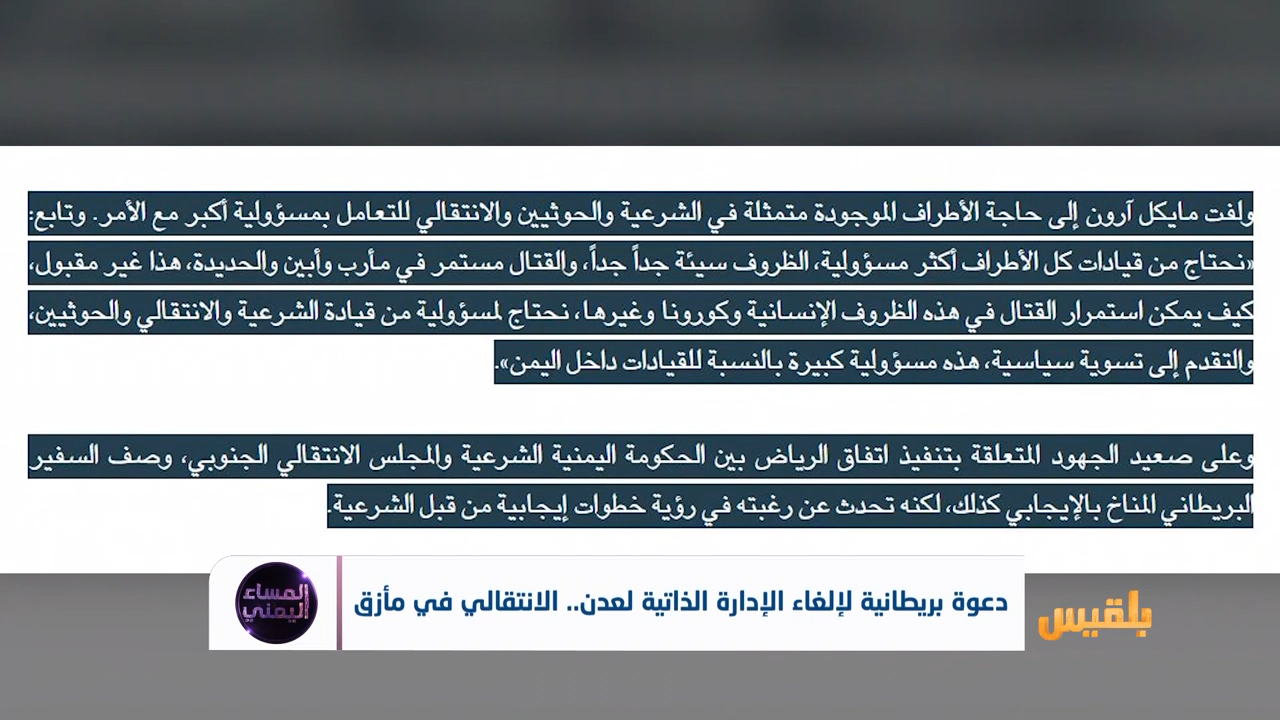 ولفت مايكل آرون إلى حاجة الأطراف الموجودة متمثلة في الشرعية والحوثيين والانتقالي للتعامل بمسؤولية أكبر مع الأمر. وتابع:
«نحتاج من قيادات كل الأطراف أكثر مسؤولية، الظروف سيئة جداً جداً، والقتال مستمر في مأرب وأبين والحديدة، هذا غير مقبول،
كيف يمكن استمرار القتال في هذه الظروف الإنسانية وكورونا وغيرها، نحتاج لمسؤولية من قيادة الشرعية والانتقالي والحوثيين،
والتقدم إلى تسوية سياسية، هذه مسؤولية كبيرة بالنسبة للقيادات داخل اليمن».
وعلى صعيد الجهود المتعلقة بتنفيذ اتفاق الرياض بين الحكومة اليمنية الشرعية والمجلس الانتقالي الجنوبي، وصف السفير
البريطاني المناخ بالإيجابي كذلك، لكنه تحدث عن رغبته في رؤية خطوات إيجابية من قبل الشرعية.
بلقيس
دعوة بريطانية لإلغاء الإدارة الذاتية لعدن.. الانتقالي في مأزق
المساء
اليمني